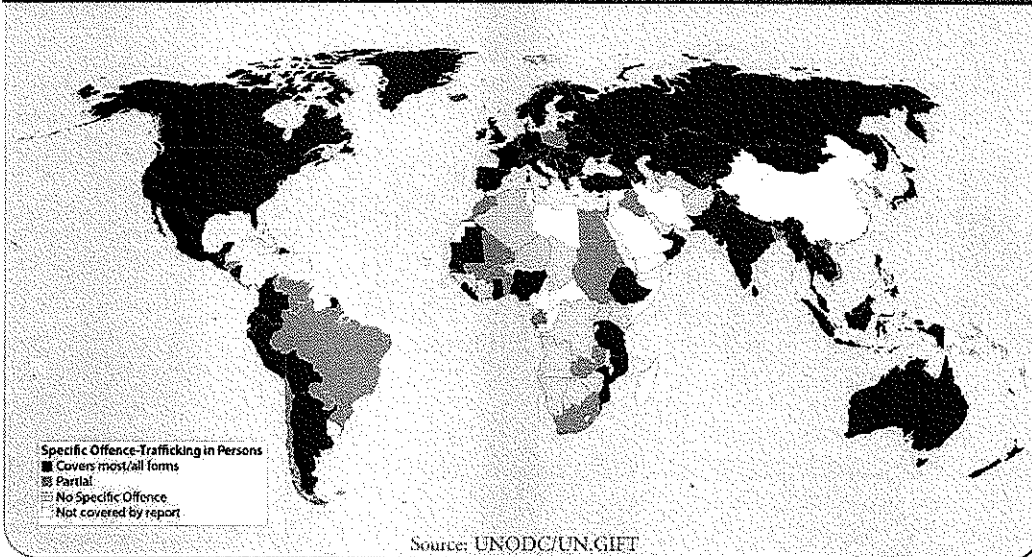 Specific Offence-Trafficking in Persons
Covers most/all forms
Partial
No Specific Offence
Not covered by report
Source: UNODC/UN.GIFT